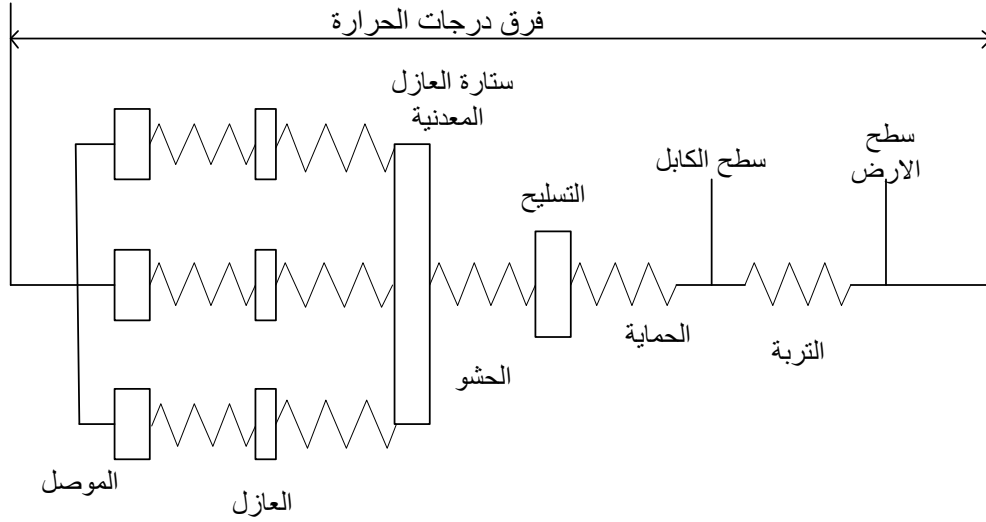 فرق درجات الحرارة
ستارة العازل
المعدنية
سطح
الارض
سطح الكابل
التسليح
الحماية
التربة
الحشو
الموصل
العازل